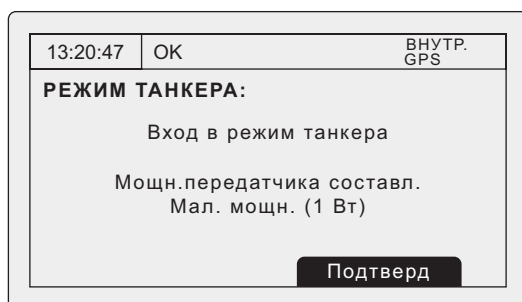 13:20:47 OK ВНУТР. GPS
РЕЖИМ ТАНКЕРА:
Вход в режим танкера
Мощн.передатчика составл.
Мал. мощн. (1 Вт)
Подтверд